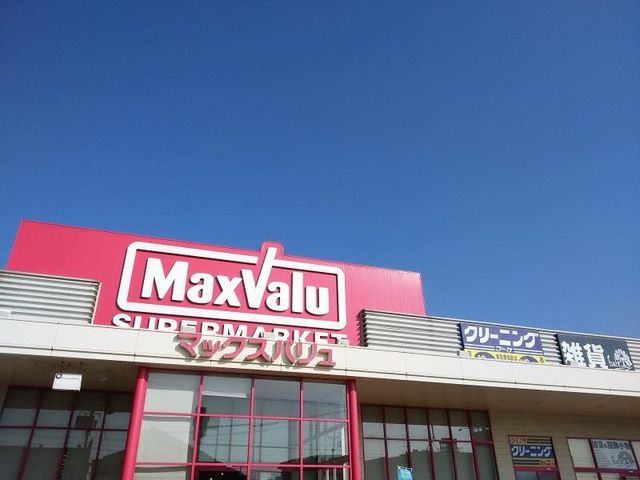 MaxValu
SUPERMARKET
マックスバリュ
クリーニング
雑貨
クリーニング